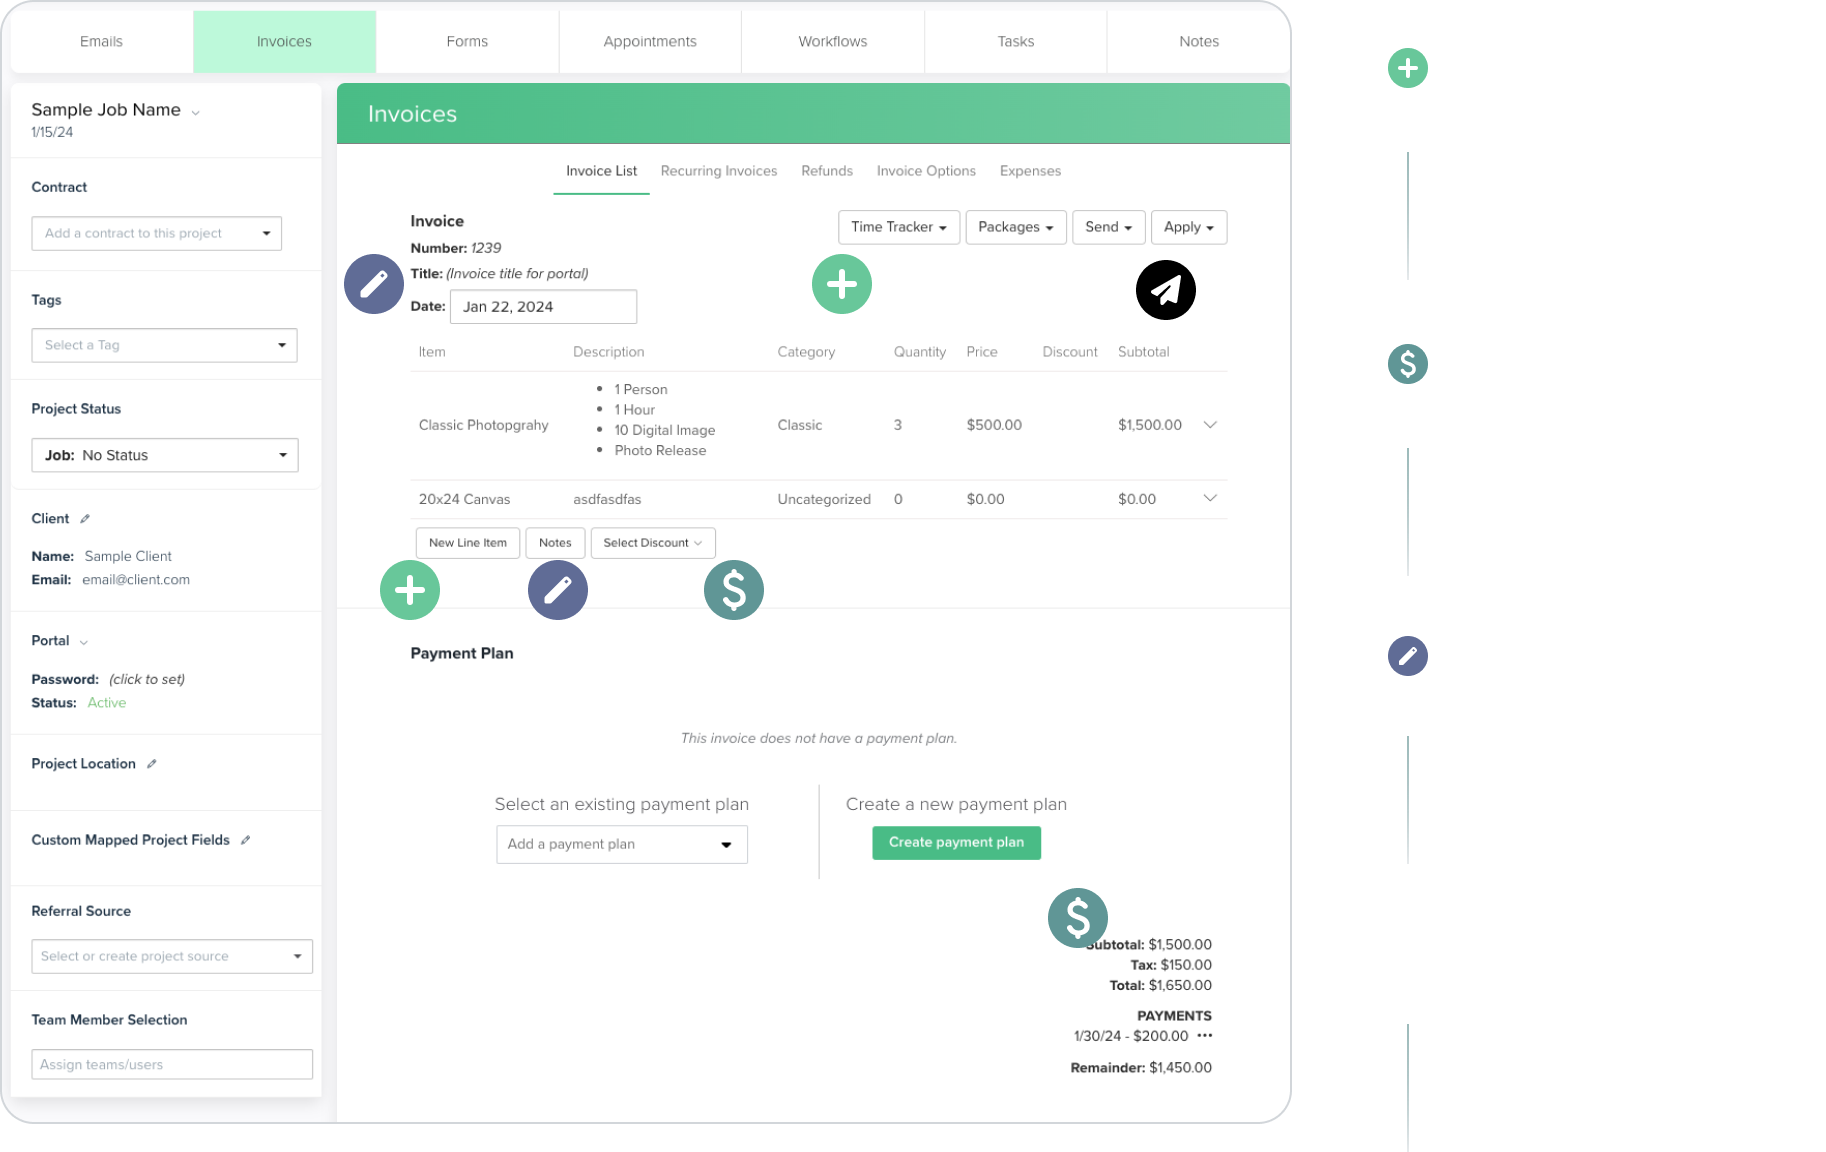 Emails
Invoices
Forms
Appointments
Workflows
Tasks
Notes
Sample Job Name
1/15/24
Contract
Add a contract to this project
Tags
Select a Tag
Project Status
Job: No Status
Client
Name: Sample Client
Email: email@client.com
Portal
Password: (click to set)
Status: Active
Project Location
Custom Mapped Project Fields
Referral Source
Select or create project source
Team Member Selection
Assign teams/users
Invoices
Invoice List Recurring Invoices Refunds Invoice Options Expenses
Invoice
Number: 1239
Title: (Invoice title for portal)
Date: Jan 22, 2024
Time Tracker Packages Send Apply
Item Description Category Quantity Price Discount Subtotal
Classic Photopgrahy
• 1 Person
• 1 Hour
• 10 Digital Image
• Photo Release
Classic 3 $500.00 $1,500.00
20x24 Canvas asdfasdfas Uncategorized 0 $0.00 $0.00
New Line Item Notes Select Discount
Payment Plan
This invoice does not have a payment plan.
Select an existing payment plan
Add a payment plan
Create a new payment plan
Create payment plan
Subtotal: $1,500.00
Tax: $150.00
Total: $1,650.00
PAYMENTS
1/30/24 - $200.00 •••
Remainder: $1,450.00